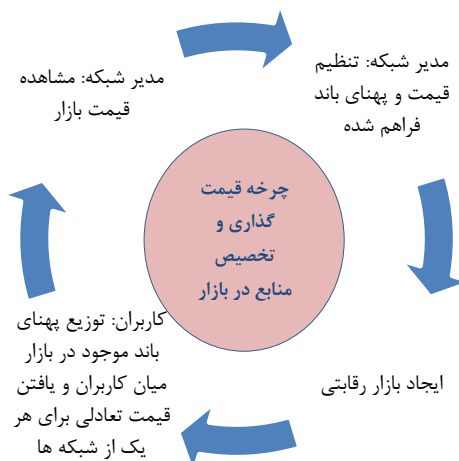 مدیر شبکه: تنظیم
قیمت و پهنای باند
فراهم شده
ایجاد بازار رقابتی
کاربران: توزیع پهنای
باند موجود در بازار
میان کاربران و یافتن
قیمت تعادلی برای هر
یک از شبکه ها
مدیر شبکه: مشاهده
قیمت بازار
چرخه قیمت
گذاری و
تخصیص
منابع در بازار